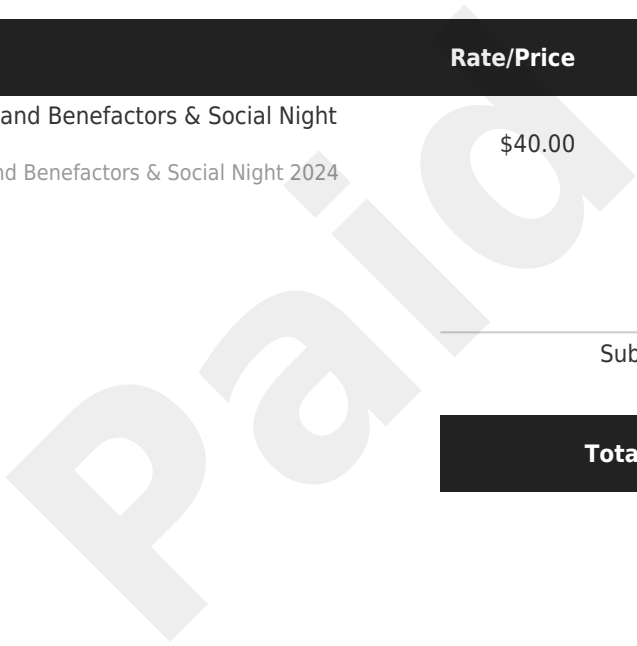 Rate/Price
and Benefactors & Social Night
$40.00
nd Benefactors & Social Night 2024
Sub
Tota
Paid